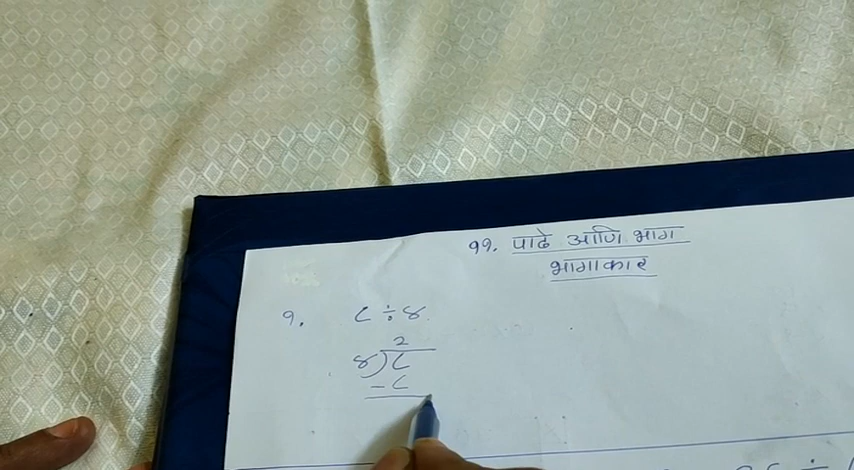 ११. पाढे आणि भाग
भागाकार
१. ८ ÷ ४
२
४)८
-८